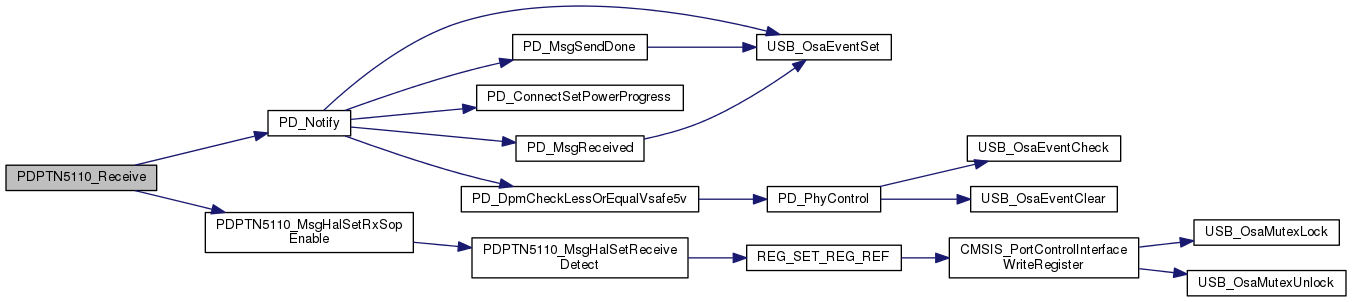 PDPTN5110_Receive
PD_Notify
PD_MsgSendDone
USB_OsaEventSet
PD_ConnectSetPowerProgress
PD_MsgReceived
PD_DpmCheckLessOrEqualVsafe5v
PD_PhyControl
USB_OsaEventCheck
USB_OsaEventClear
PDPTN5110_MsgHalSetRxSop
Enable
PDPTN5110_MsgHalSetReceive
Detect
REG_SET_REG_REF
CMSIS_PortControlInterface
WriteRegister
USB_OsaMutexLock
USB_OsaMutexUnlock